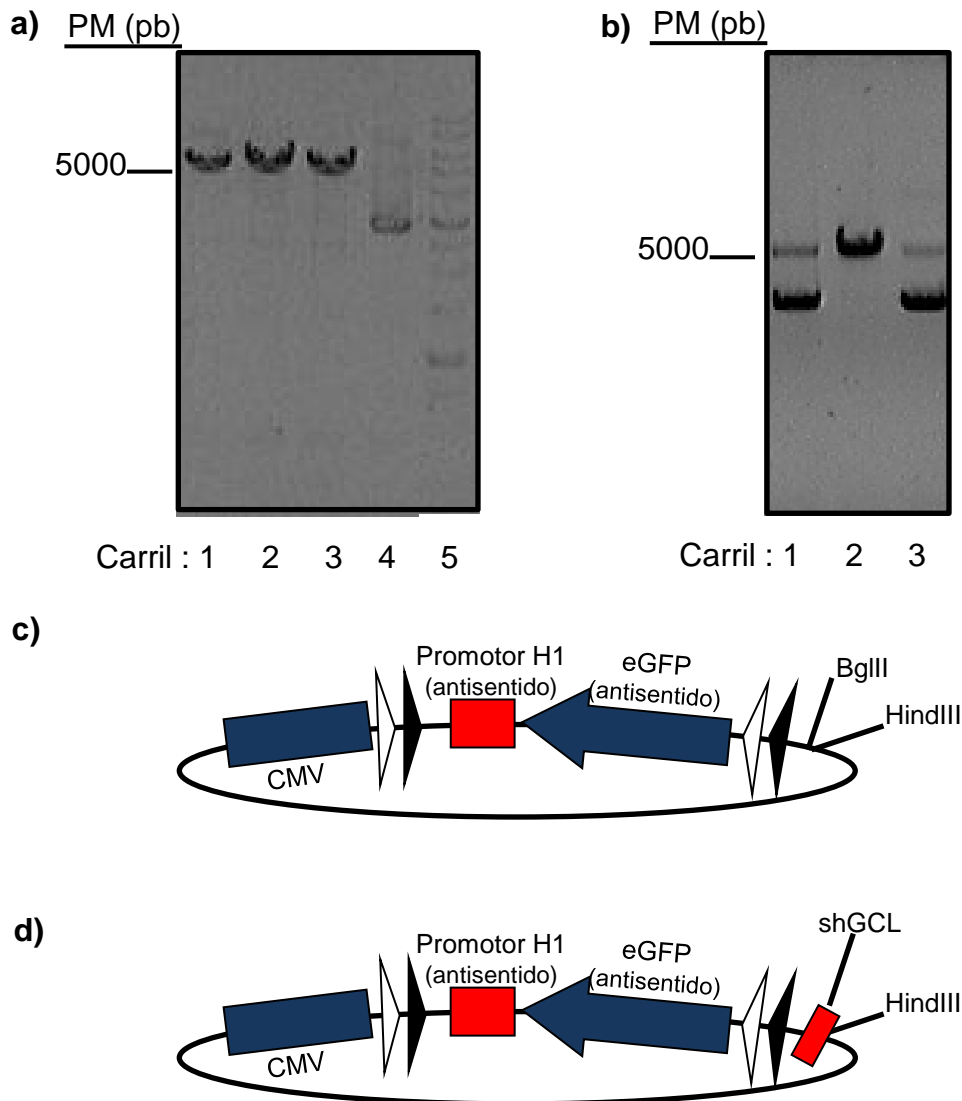 a)
PM (pb)
5000
Carril : 1 2 3 4 5
b)
PM (pb)
5000
Carril : 1 2 3
c)
Promotor H1
(antisentido)
eGFP
(antisentido)
BglII
HindIII
CMV
d)
Promotor H1
(antisentido)
eGFP
(antisentido)
shGCL
HindIII
CMV